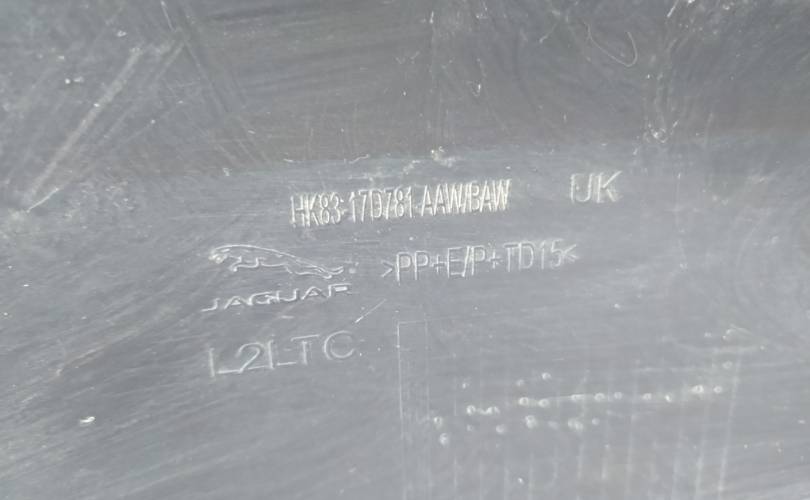 HK83-17D781-AAW/BAW UK
>PP+E/P+TD15<
JAGUAR
L2LTC